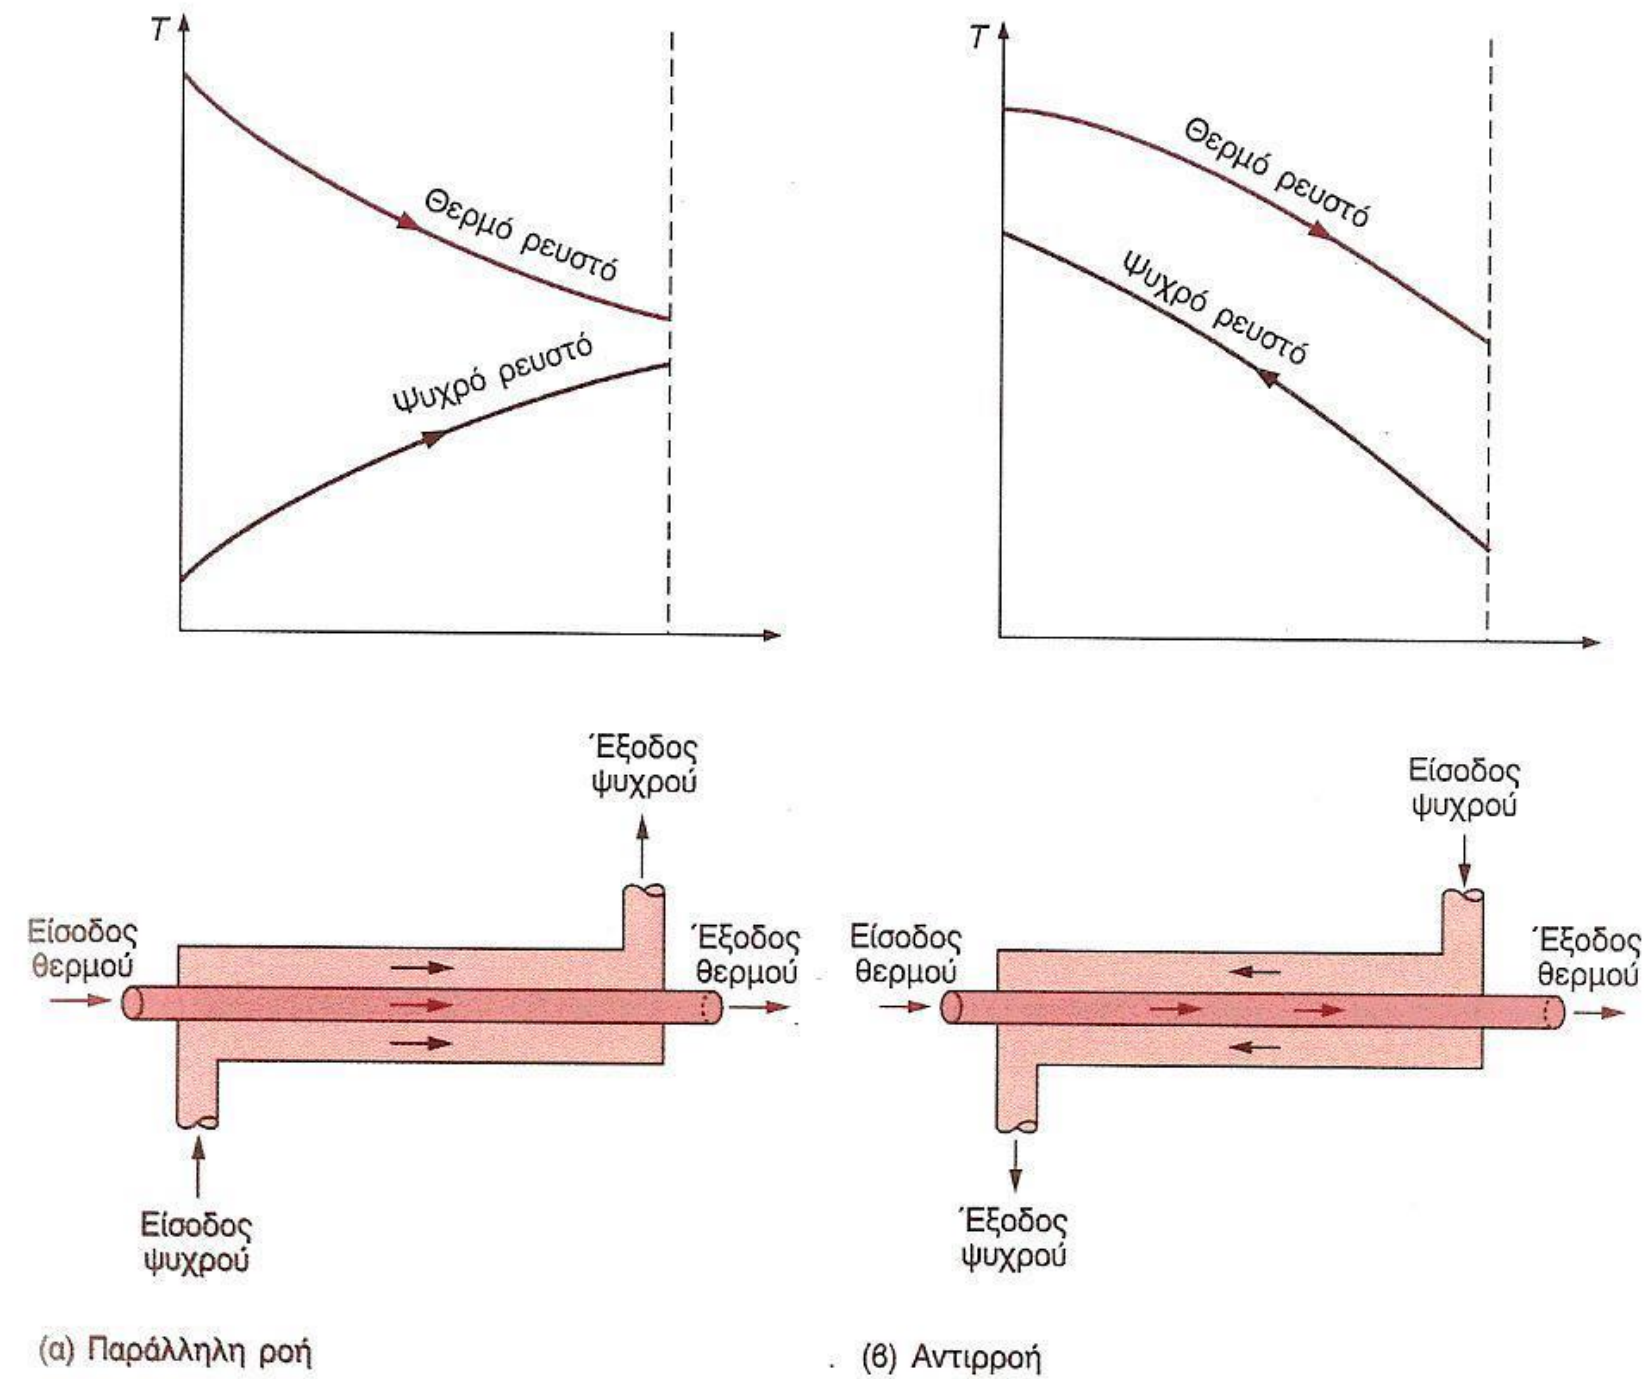 T
Θερμό ρευστό
Ψυχρό ρευστό
T
Θερμό ρευστό
Ψυχρό ρευστό
Έξοδος
ψυχρού
Είσοδος
θερμού
Έξοδος
θερμού
Είσοδος
ψυχρού
(α) Παράλληλη ροή
Είσοδος
ψυχρού
Είσοδος
θερμού
Έξοδος
θερμού
Έξοδος
ψυχρού
(β) Αντιρροή